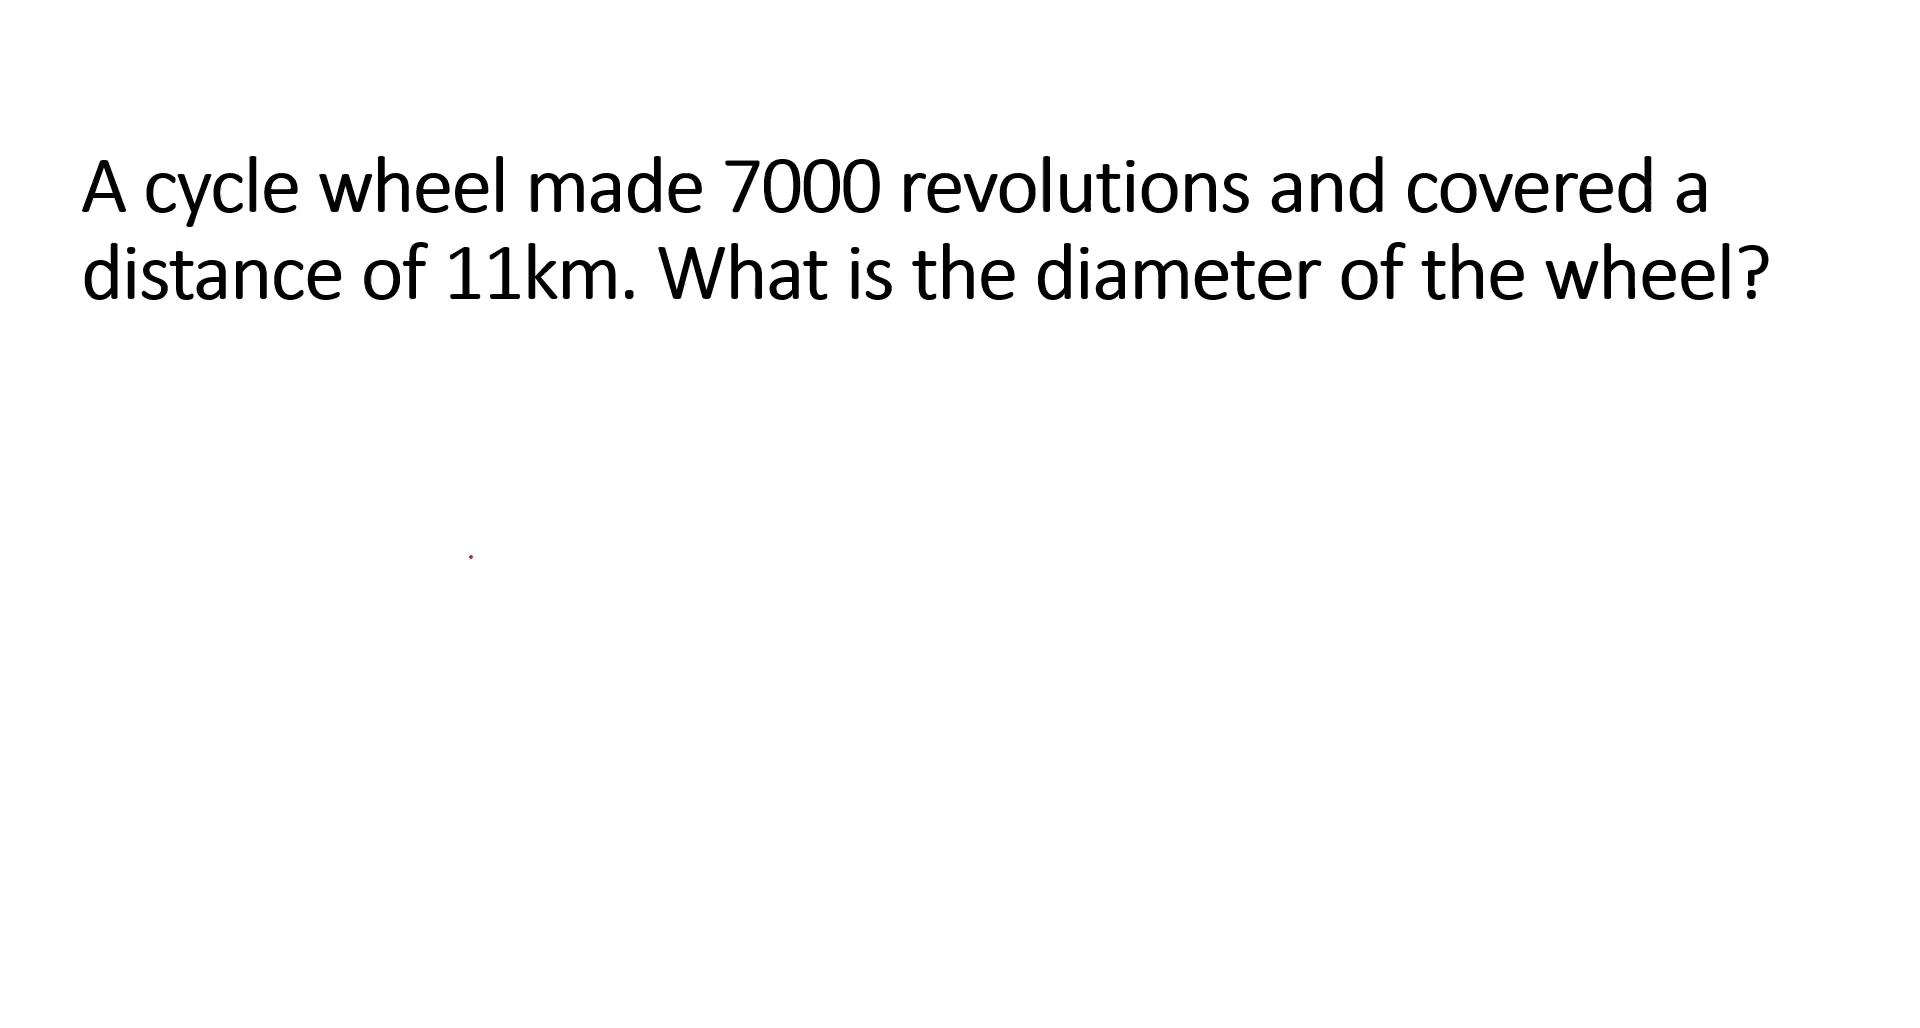 A cycle wheel made 7000 revolutions and covered a
distance of 11km. What is the diameter of the wheel?